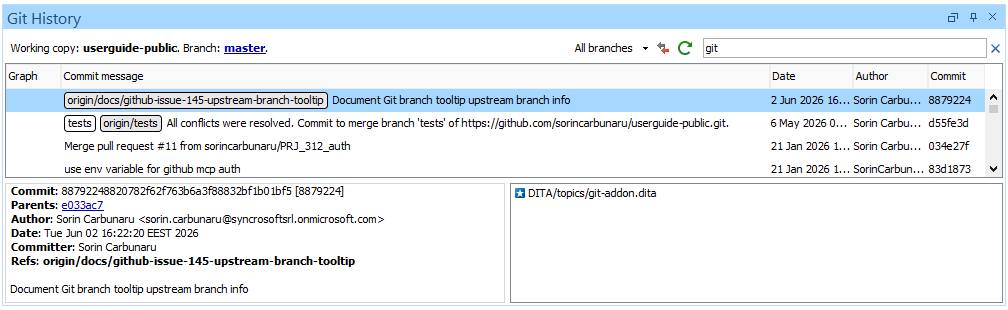 Git History
Working copy: userguide-public. Branch: master.
All branches
git
Graph Commit message Date Author Commit
origin/docs/github-issue-145-upstream-branch-tooltip Document Git branch tooltip upstream branch info 2 Jun 2026 16... Sorin Carbu... 8879224
tests origin/tests All conflicts were resolved. Commit to merge branch 'tests' of https://github.com/sorincarbunaru/userguide-public.git. 6 May 2026 0... Sorin Carbu... d55fe3d
Merge pull request #11 from sorincarbunaru/PRJ_312_auth 21 Jan 2026 1... Sorin Carbu... 034e27f
use env variable for github mcp auth 21 Jan 2026 1... SorinCarbun... 83d1873
Commit: 88792248820782f62f763b6a3f88832bf1b01bf5 [8879224]
Parents: e033ac7
Author: Sorin Carbunaru <sorin.carbunaru@syncrosoftsrl.onmicrosoft.com>
Date: Tue Jun 02 16:22:20 EEST 2026
Committer: Sorin Carbunaru
Refs: origin/docs/github-issue-145-upstream-branch-tooltip
Document Git branch tooltip upstream branch info
DITA/topics/git-addon.dita